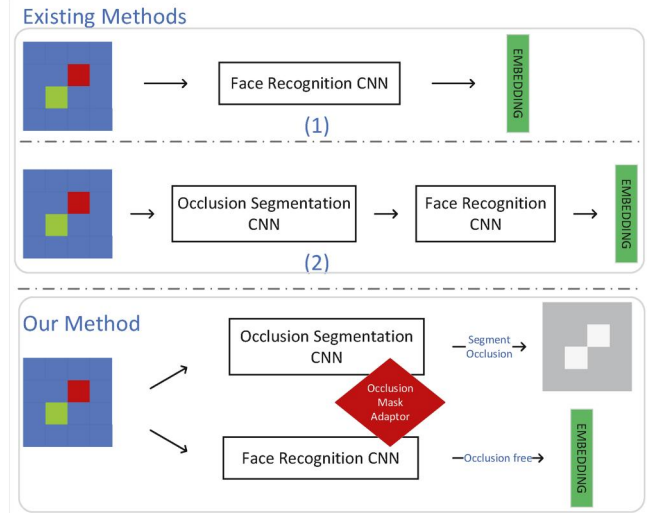 Existing Methods
Face Recognition CNN
EMBEDDING
(1)
Occlusion Segmentation
CNN
Face Recognition
CNN
EMBEDDING
(2)
Our Method
Occlusion Segmentation
CNN
Segment
Occlusion
Occlusion
Mask
Adaptor
Face Recognition CNN
Occlusion free
EMBEDDING